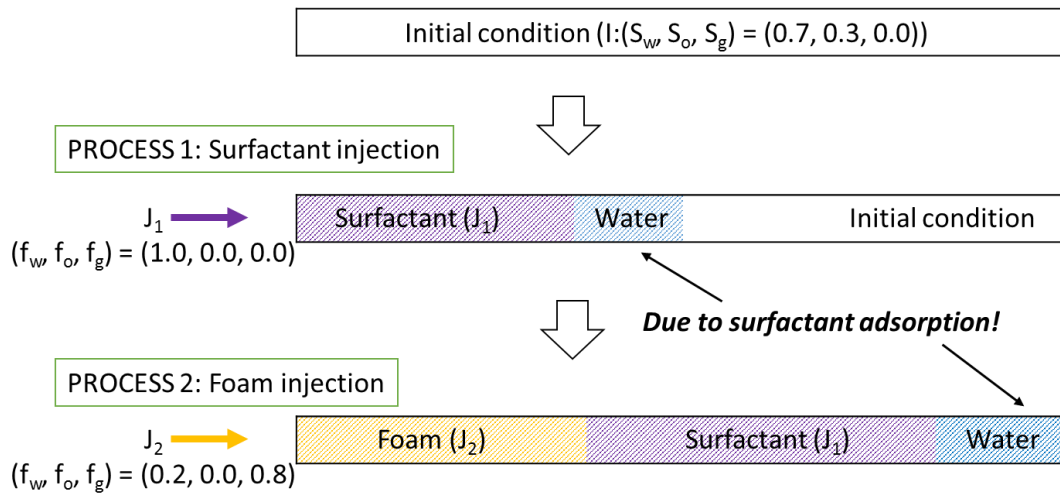 Initial condition (I:(Sw, So, Sg) = (0.7, 0.3, 0.0))
PROCESS 1: Surfactant injection
J1
Surfactant (J1)
Water
Initial condition
(fw, fo, fg) = (1.0, 0.0, 0.0)
Due to surfactant adsorption!
PROCESS 2: Foam injection
J2
Foam (J2)
Surfactant (J1)
Water
(fw, fo, fg) = (0.2, 0.0, 0.8)